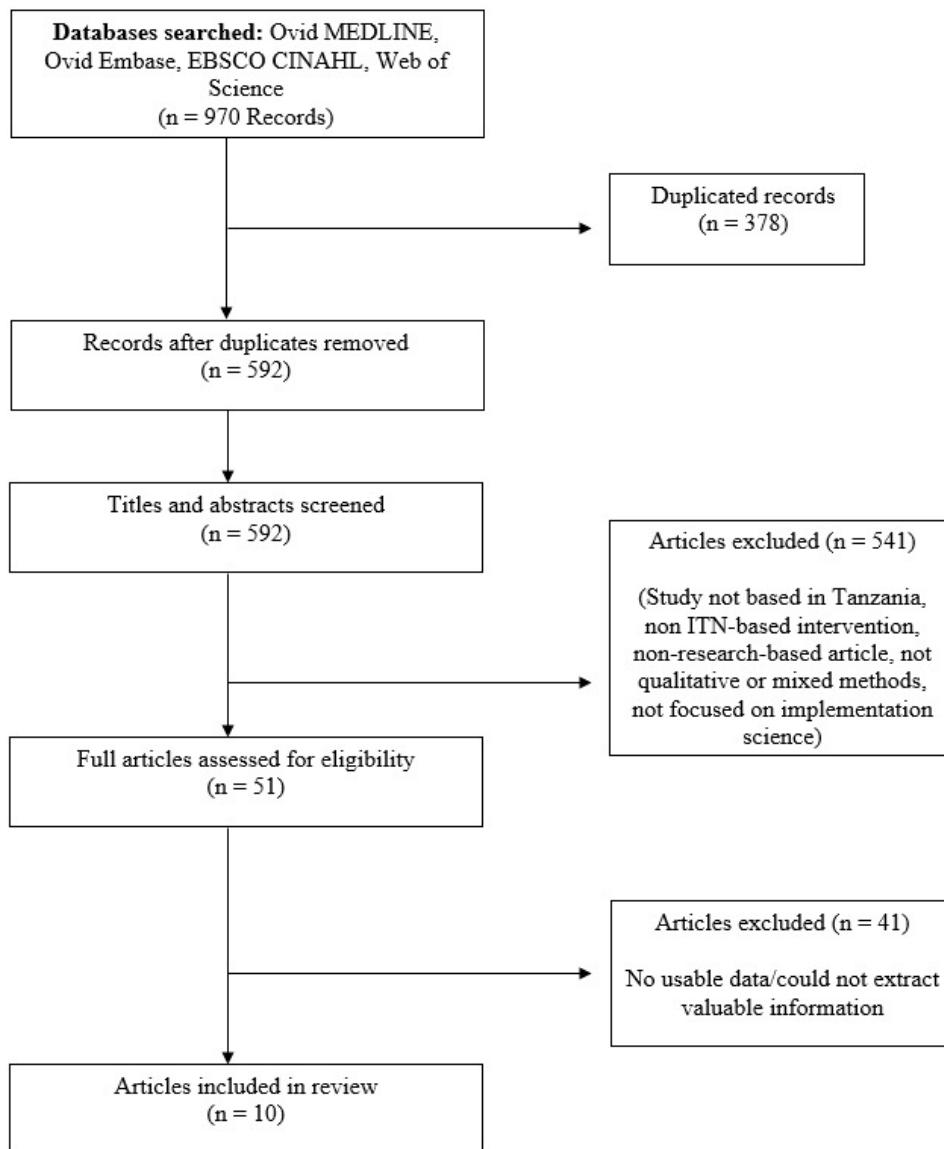 Databases searched: Ovid MEDLINE,
Ovid Embase, EBSCO CINAHL, Web of
Science
(n = 970 Records)
Duplicated records
(n = 378)
Records after duplicates removed
(n = 592)
Titles and abstracts screened
(n = 592)
Articles excluded (n = 541)
(Study not based in Tanzania,
non ITN-based intervention,
non-research-based article, not
qualitative or mixed methods,
not focused on implementation
science)
Full articles assessed for eligibility
(n = 51)
Articles excluded (n = 41)
No usable data/could not extract
valuable information
Articles included in review
(n = 10)